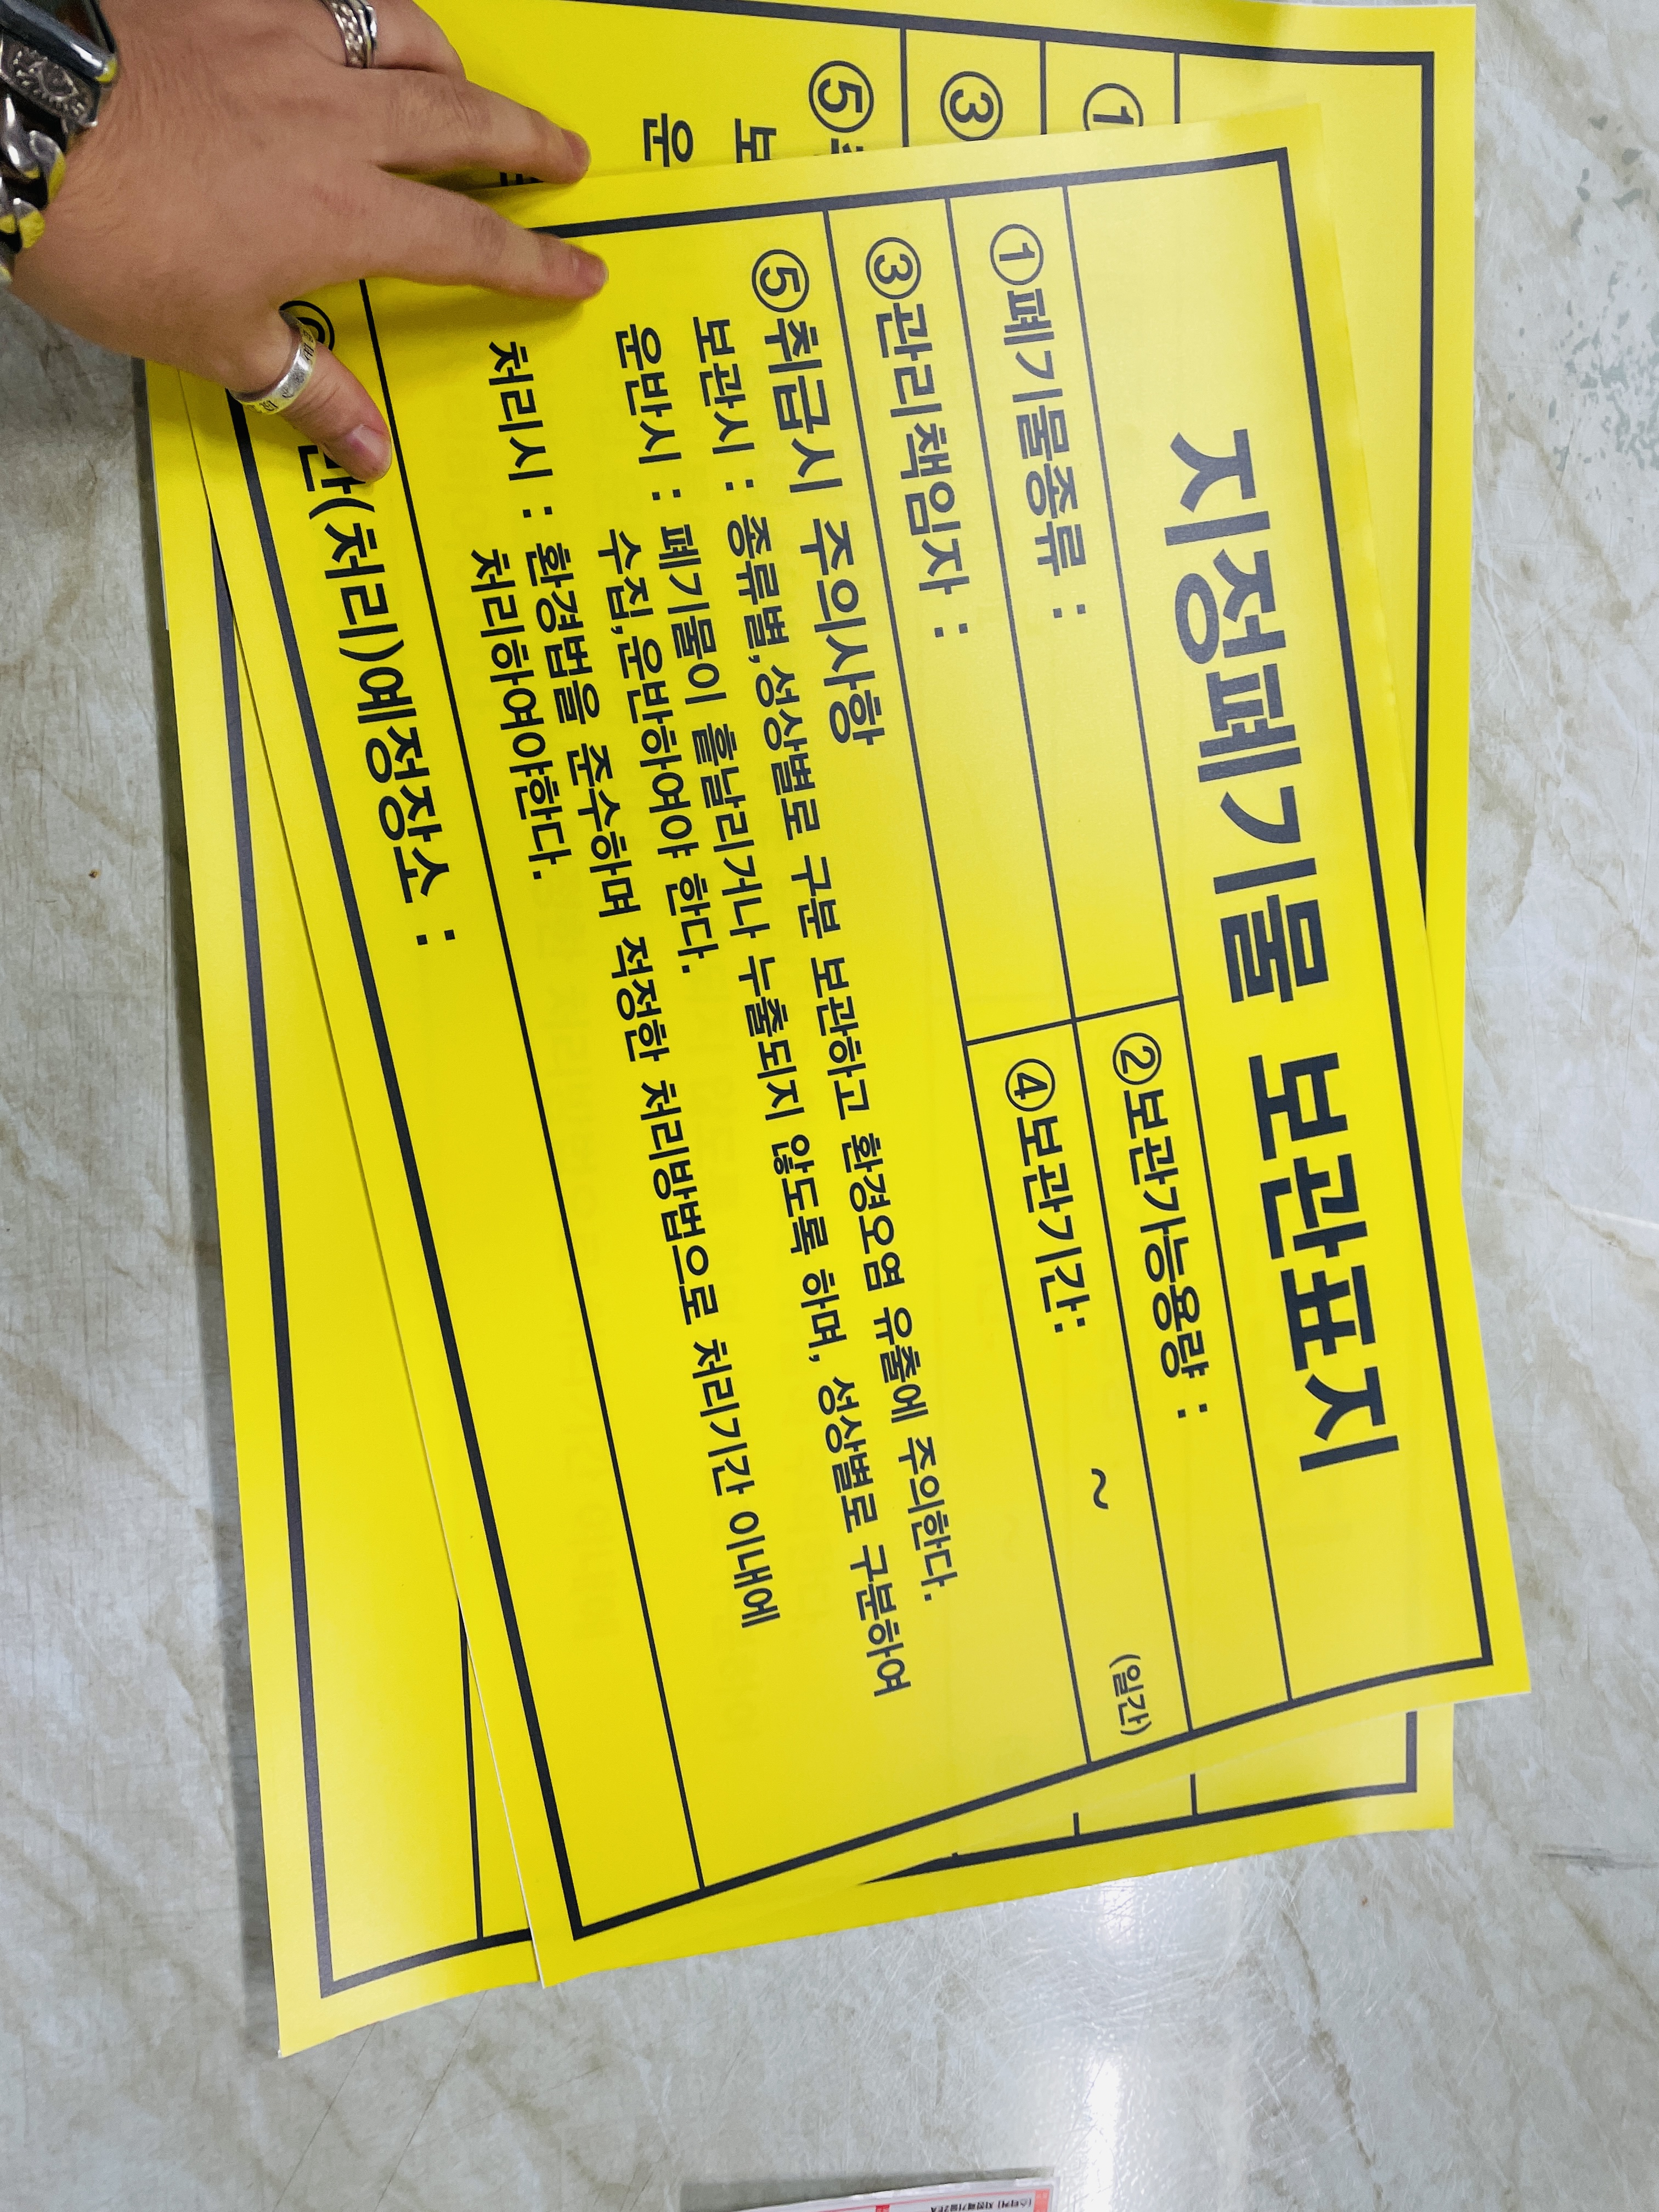 지정폐기물 보관표지
①폐기물종류 :
②보관가능용량 :
③관리책임자 :
④보관기간: ~ (일간)
⑤취급시 주의사항
보관시 : 종류별,성상별로 구분 보관하고 환경오염 유출에 주의한다.
운반시 : 폐기물이 흩날리거나 누출되지 않도록 하며, 성상별로 구분하여
수집,운반하여야 한다.
처리시 : 환경법을 준수하며 적정한 처리방법으로 처리기간 이내에
처리하여야한다.
(처리)예정장소 :
①
③
⑤
보
운